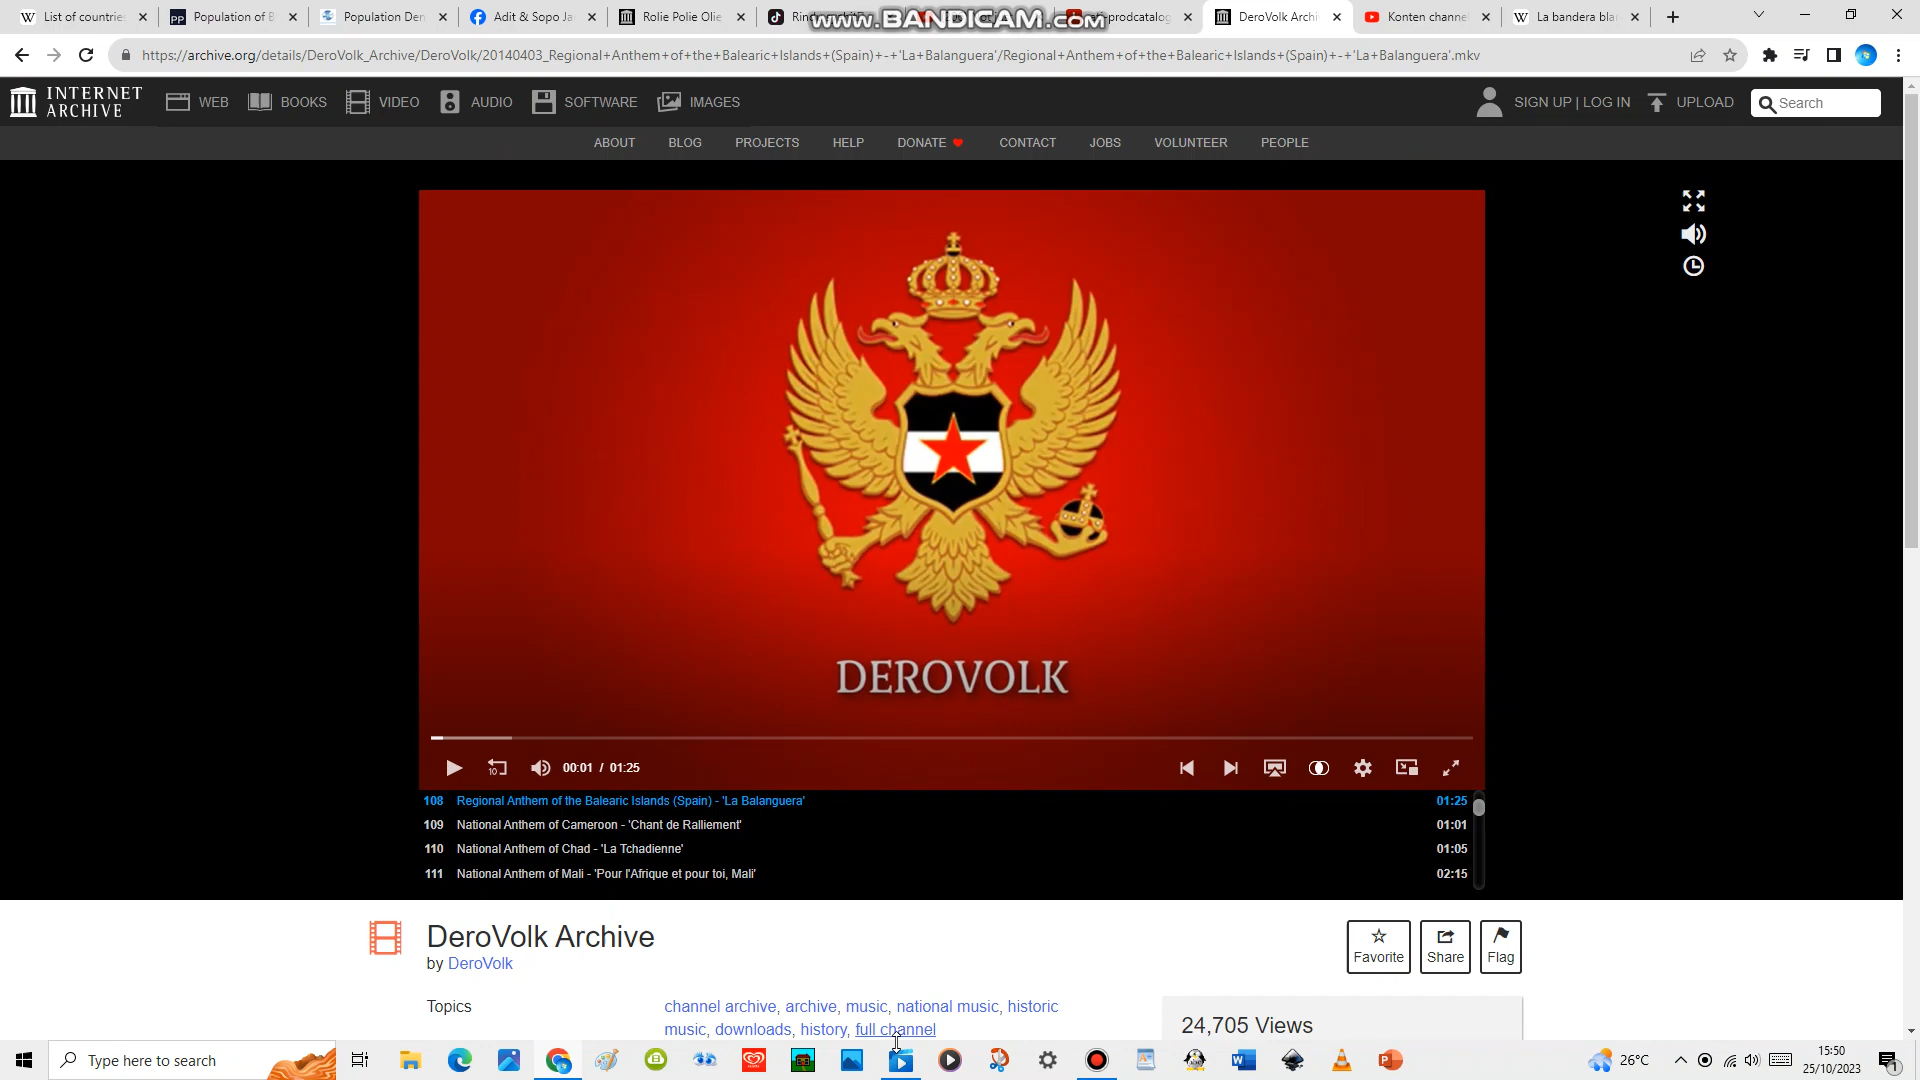 List of countrie
Population of B
Population Den
Adit & Sopo Ja
Rolie Polie Olie
www.BANDICAM.com
-prodcatalog
DeroVolk Archi
Konten channel
La bandera bla
https://archive.org/details/DeroVolk_Archive/DeroVolk/20140403_Regional+Anthem+of+the+Balearic+Islands+(Spain)+-+'La+Balanguera'/Regional+Anthem+of+the+Balearic+Islands+(Spain)+-+'La+Balanguera'.mkv
INTERNET
ARCHIVE
WEB BOOKS VIDEO AUDIO SOFTWARE IMAGES
SIGN UP | LOG IN UPLOAD Search
ABOUT BLOG PROJECTS HELP DONATE CONTACT JOBS VOLUNTEER PEOPLE
DEROVOLK
10 00:01 / 01:25
108 Regional Anthem of the Balearic Islands (Spain) - 'La Balanguera' 01:25
109 National Anthem of Cameroon - 'Chant de Ralliement' 01:01
110 National Anthem of Chad - 'La Tchadienne' 01:05
111 National Anthem of Mali - 'Pour l'Afrique et pour toi, Mali' 02:15
DeroVolk Archive
by DeroVolk
Favorite Share Flag
Topics
channel archive, archive, music, national music, historic
music, downloads, history, full channel
24,705 Views
Type here to search
26°C
15:50
25/10/2023
1